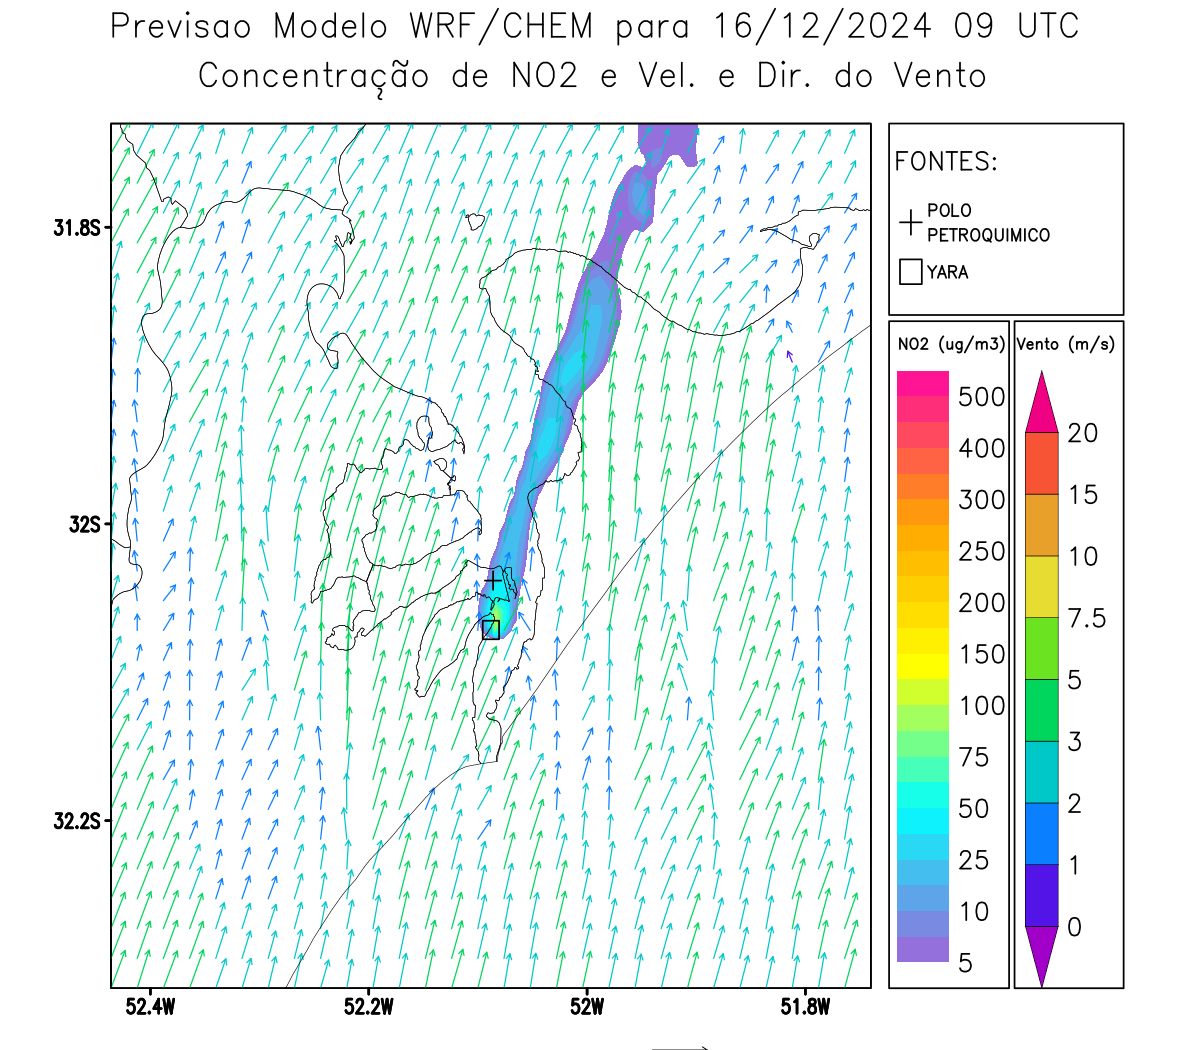 Previsao Modelo WRF/CHEM para 16/12/2024 09 UTC
Concentração de NO2 e Vel. e Dir. do Vento
FONTES:
POLO
PETROQUIMICO
YARA
NO2 (ug/m3)
500
400
300
250
200
150
100
75
50
25
10
5
Vento (m/s)
20
15
10
7.5
5
3
2
1
0
31.8S
32S
32.2S
52.4W
52.2W
52W
51.8W